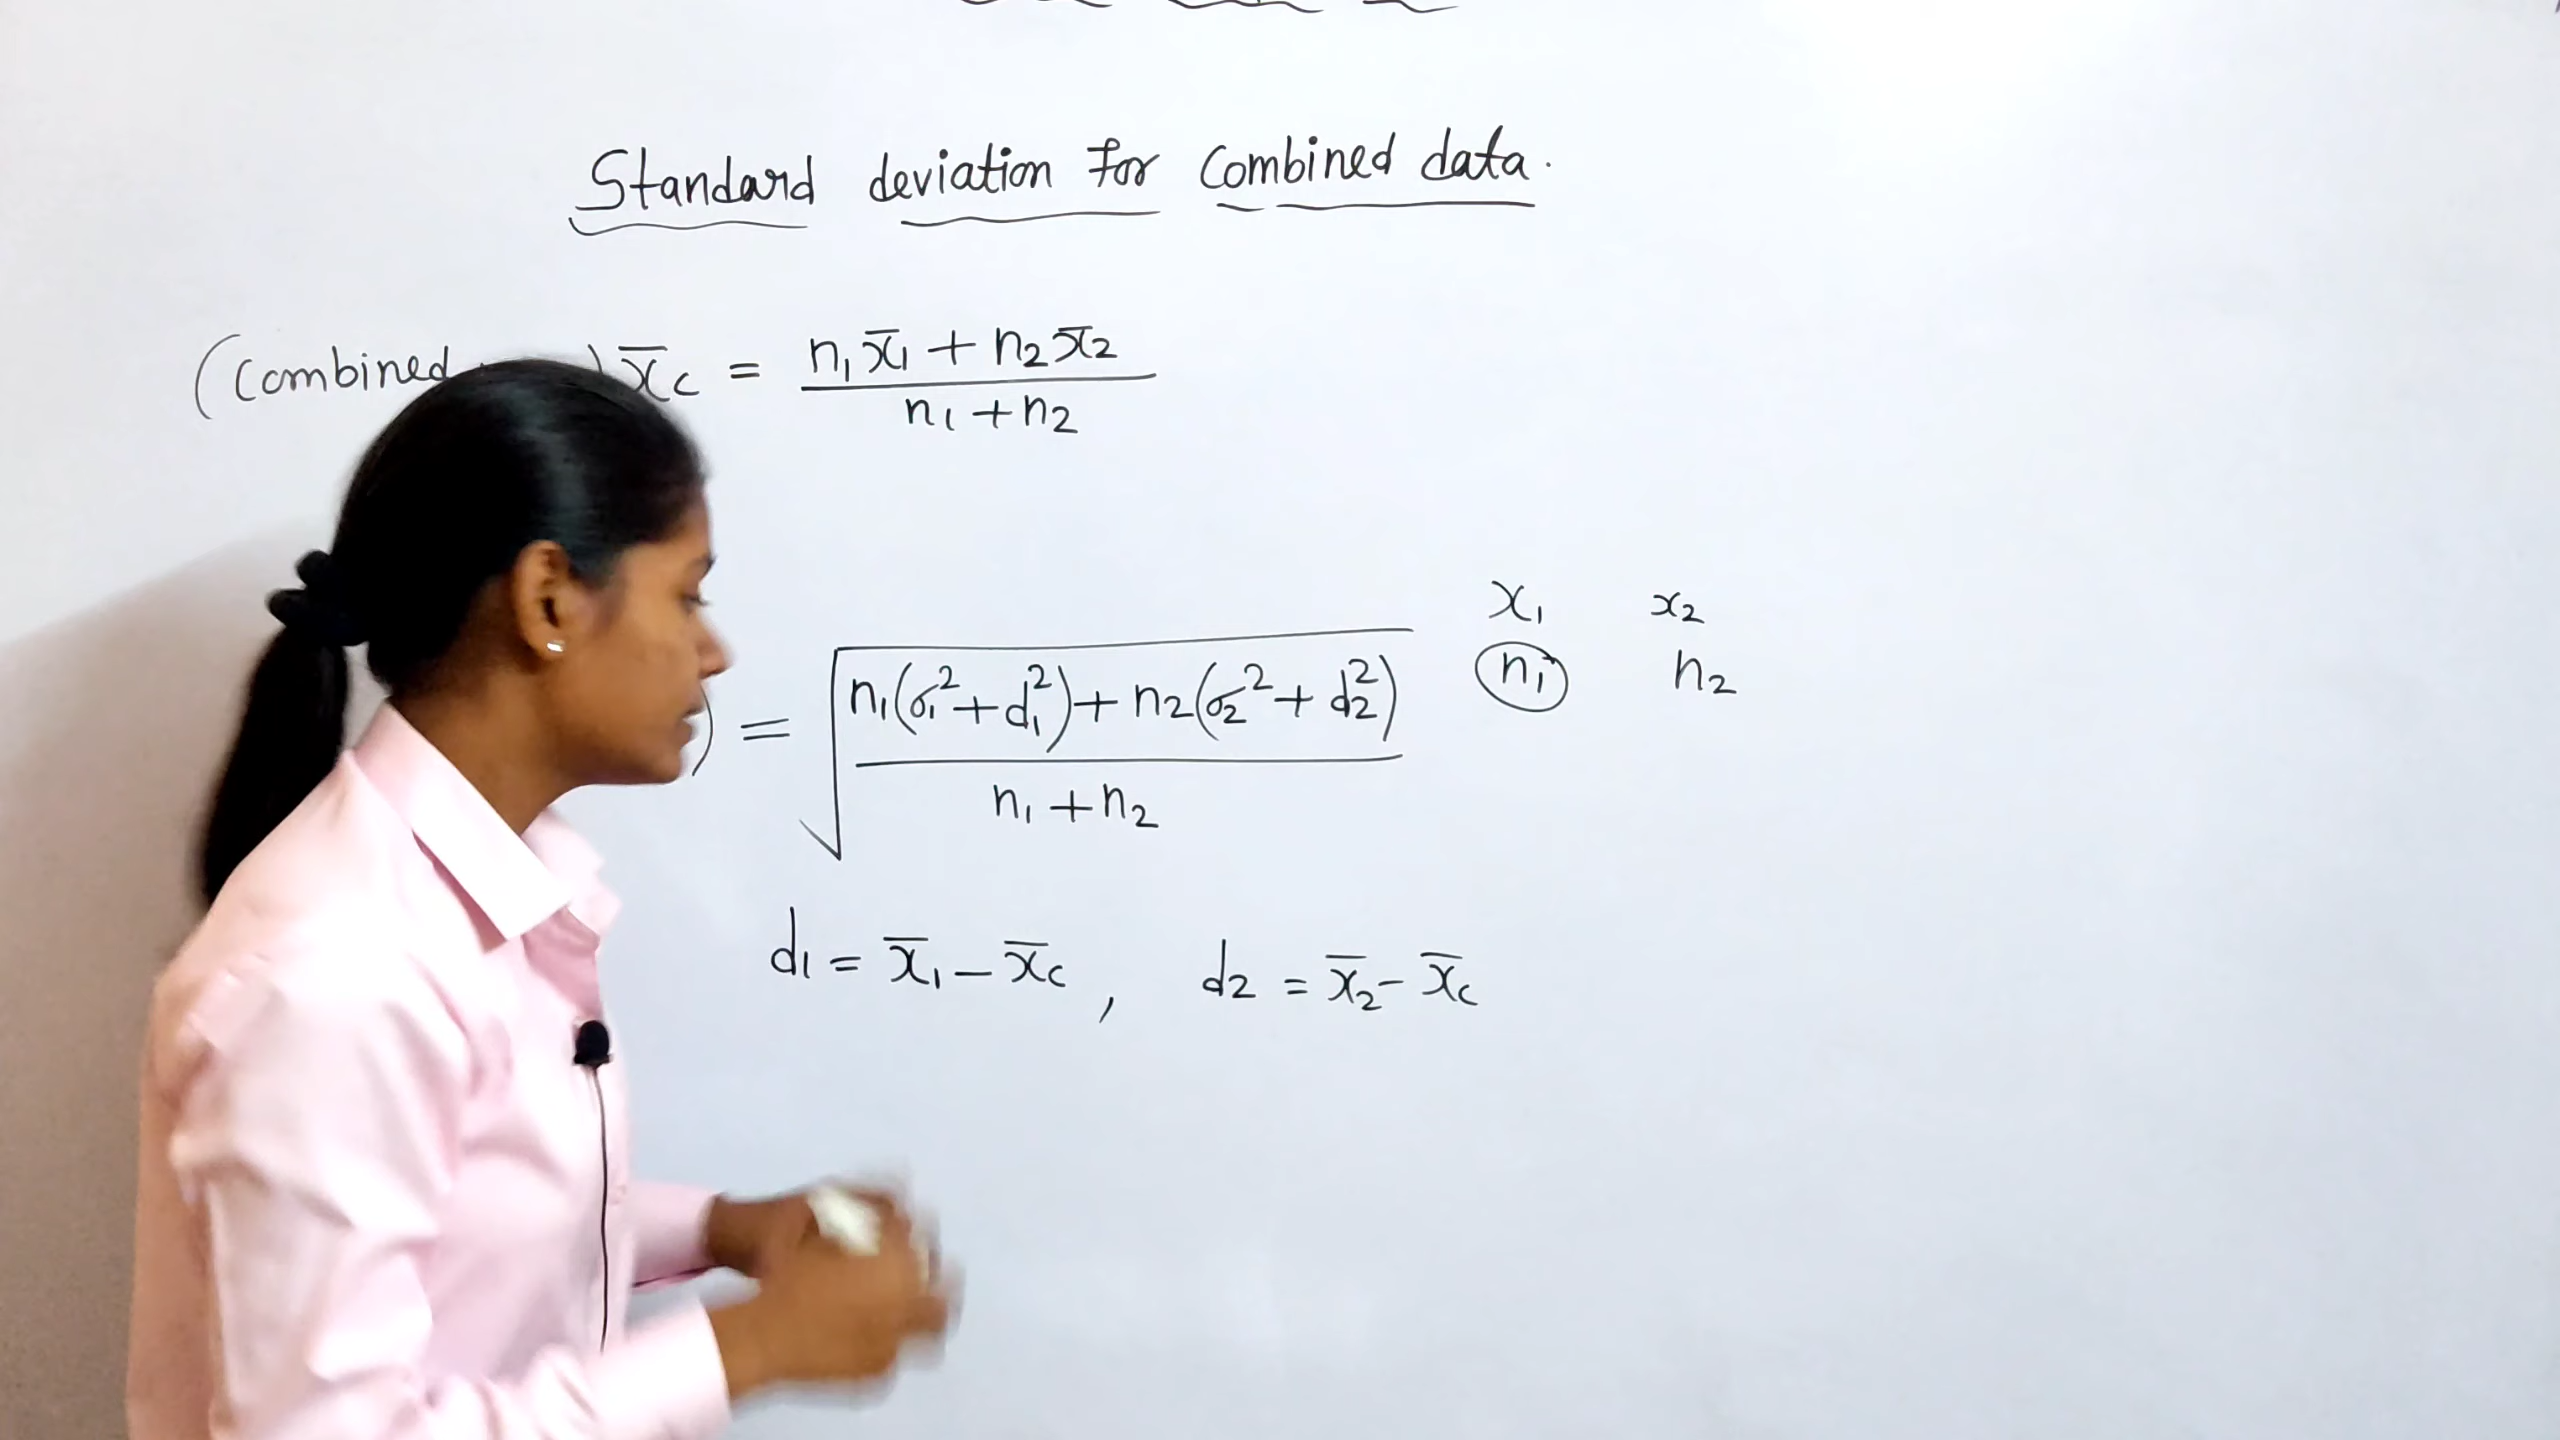 Standard deviation for Combined data.
(Combined ) x̄c = n₁x̄₁ + n₂x̄₂ / n₁ + n₂
x₁ x₂
n₁ n₂
) = √(n₁(σ₁² + d₁²) + n₂(σ₂² + d₂²) / n₁ + n₂)
d₁ = x̄₁ - x̄c , d₂ = x̄₂ - x̄c